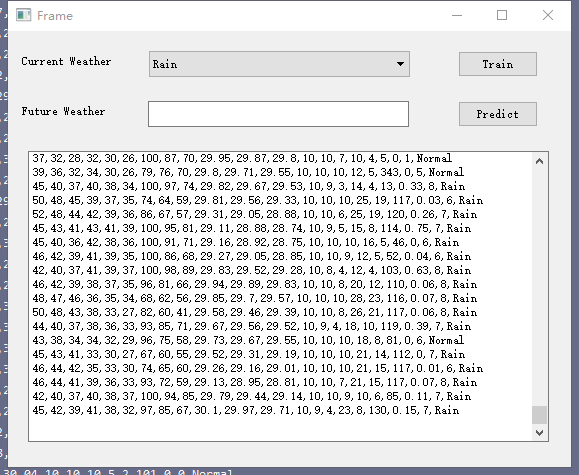 Frame
Current Weather
Rain
Train
Future Weather
Predict
37,32,28,32,30,26,100,87,70,29.95,29.87,29.8,10,10,7,10,4,5,0,1,Normal
39,36,32,34,30,26,79,76,70,29.8,29.71,29.55,10,10,10,12,5,343,0,5,Normal
45,40,37,40,38,34,100,97,74,29.82,29.67,29.53,10,9,3,14,4,13,0.33,8,Rain
50,48,45,39,37,35,74,64,59,29.81,29.56,29.33,10,10,10,25,19,117,0.03,6,Rain
52,48,44,42,39,36,86,67,57,29.31,29.05,28.88,10,10,6,25,19,120,0.26,7,Rain
45,43,41,43,41,39,100,95,81,29.11,28.88,28.74,10,9,5,15,8,114,0.75,7,Rain
45,40,36,42,38,36,100,91,71,29.16,28.92,28.75,10,10,10,16,5,46,0,6,Rain
46,42,39,41,39,35,100,86,68,29.27,29.05,28.85,10,10,9,12,5,52,0.04,6,Rain
42,40,37,41,39,37,100,98,89,29.83,29.52,29.28,10,8,4,12,4,103,0.63,8,Rain
46,42,39,38,37,35,96,81,66,29.94,29.89,29.83,10,10,8,20,12,110,0.06,8,Rain
48,47,46,36,35,34,68,62,56,29.85,29.7,29.57,10,10,10,28,23,116,0.07,8,Rain
50,48,43,38,33,27,82,60,41,29.58,29.46,29.39,10,10,8,26,21,117,0.06,8,Rain
44,40,37,38,36,33,93,85,71,29.67,29.56,29.52,10,9,4,18,10,119,0.39,7,Rain
43,38,34,34,32,29,96,75,58,29.73,29.67,29.55,10,10,10,18,8,81,0,6,Normal
45,43,41,33,30,27,67,60,55,29.52,29.31,29.19,10,10,10,21,14,112,0,7,Rain
46,44,42,35,33,30,74,65,60,29.26,29.16,29.01,10,10,10,21,15,117,0.01,6,Rain
46,44,41,39,36,33,93,72,59,29.13,28.95,28.81,10,10,7,21,15,117,0.07,8,Rain
42,40,37,40,38,37,100,94,85,29.79,29.44,29.14,10,10,9,10,6,85,0.11,7,Rain
45,42,39,41,38,32,97,85,67,30.1,29.97,29.71,10,9,4,23,8,130,0.15,7,Rain